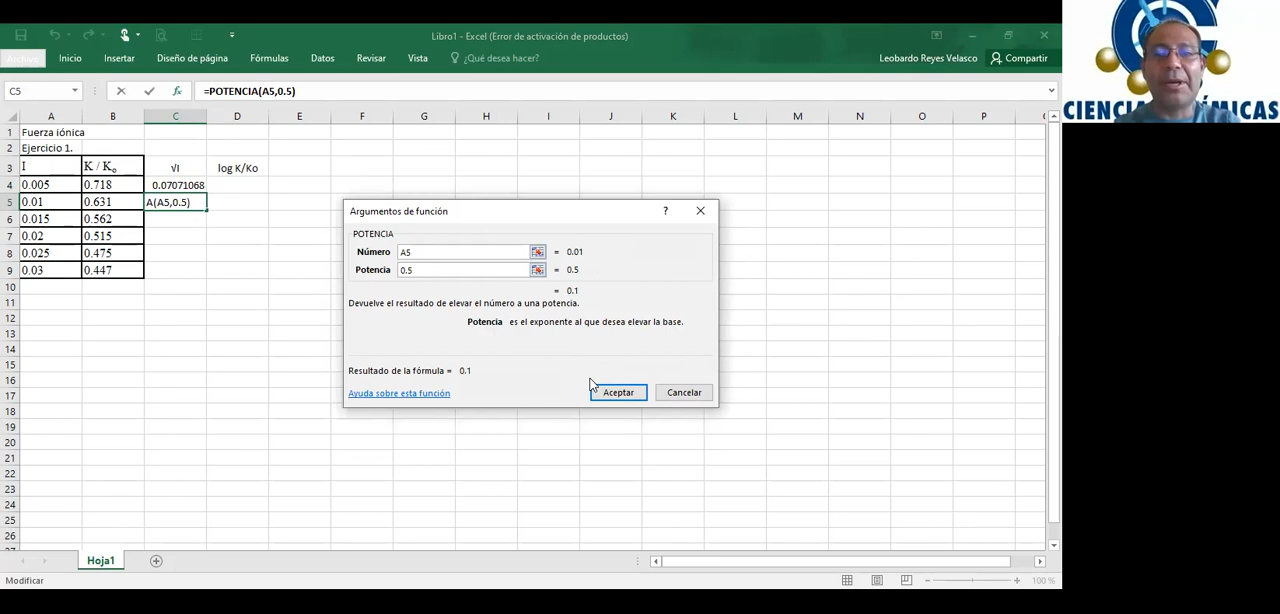 Libro1 - Excel (Error de activación de productos)
Archivo Inicio Insertar Diseño de página Fórmulas Datos Revisar Vista ¿Qué desea hacer? Leobardo Reyes Velasco Compartir
C5 fx =POTENCIA(A5,0.5)
A B C D E F G H I J K L M N O P
1 Fuerza iónica
2 Ejercicio 1.
3 I K / Ko √I log K/Ko
4 0.005 0.718 0.07071068
5 0.01 0.631 A(A5,0.5)
6 0.015 0.562
7 0.02 0.515
8 0.025 0.475
9 0.03 0.447
10
11
12
13
14
15
16
17
18
19
20
21
22
23
24
25
26
Argumentos de función ?
POTENCIA
Número A5 = 0.01
Potencia 0.5 = 0.5
= 0.1
Devuelve el resultado de elevar el número a una potencia.
Potencia es el exponente al que desea elevar la base.
Resultado de la fórmula = 0.1
Ayuda sobre esta función Aceptar Cancelar
Hoja1
Modificar 100 %